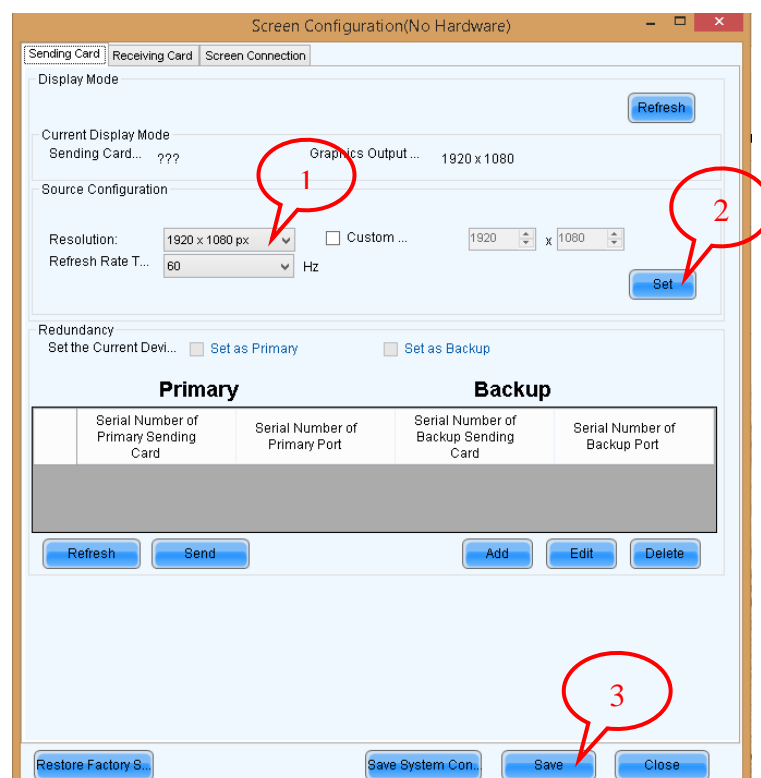 Screen Configuration(No Hardware)
Sending Card Receiving Card Screen Connection
Display Mode
Refresh
Current Display Mode
Sending Card... ??? Graphics Output ... 1920 x 1080
1
Source Configuration
2
Resolution: 1920 x 1080 px Custom ... 1920 x 1080
Refresh Rate T... 60 Hz
Set
Redundancy
Set the Current Devi... Set as Primary Set as Backup
Primary Backup
Serial Number of Primary Sending Card Serial Number of Primary Port Serial Number of Backup Sending Card Serial Number of Backup Port
Refresh Send Add Edit Delete
3
Restore Factory S... Save System Con... Save Close